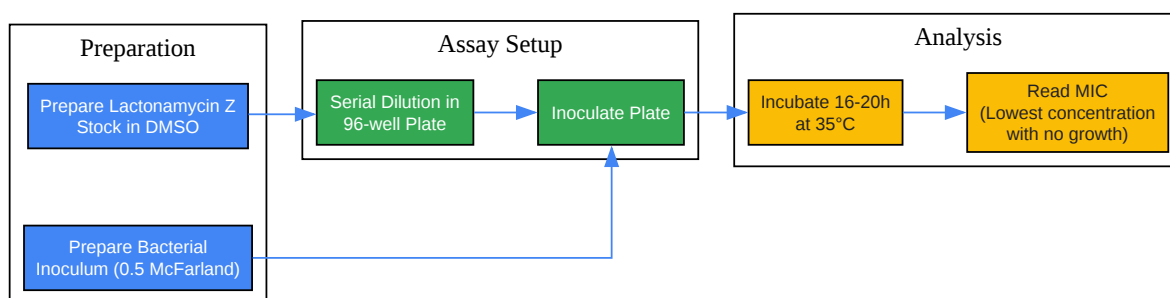 Preparation
Prepare Lactonamycin Z
Stock in DMSO
Prepare Bacterial
Inoculum (0.5 McFarland)
Assay Setup
Serial Dilution in
96-well Plate
Inoculate Plate
Analysis
Incubate 16-20h
at 35°C
Read MIC
(Lowest concentration
with no growth)